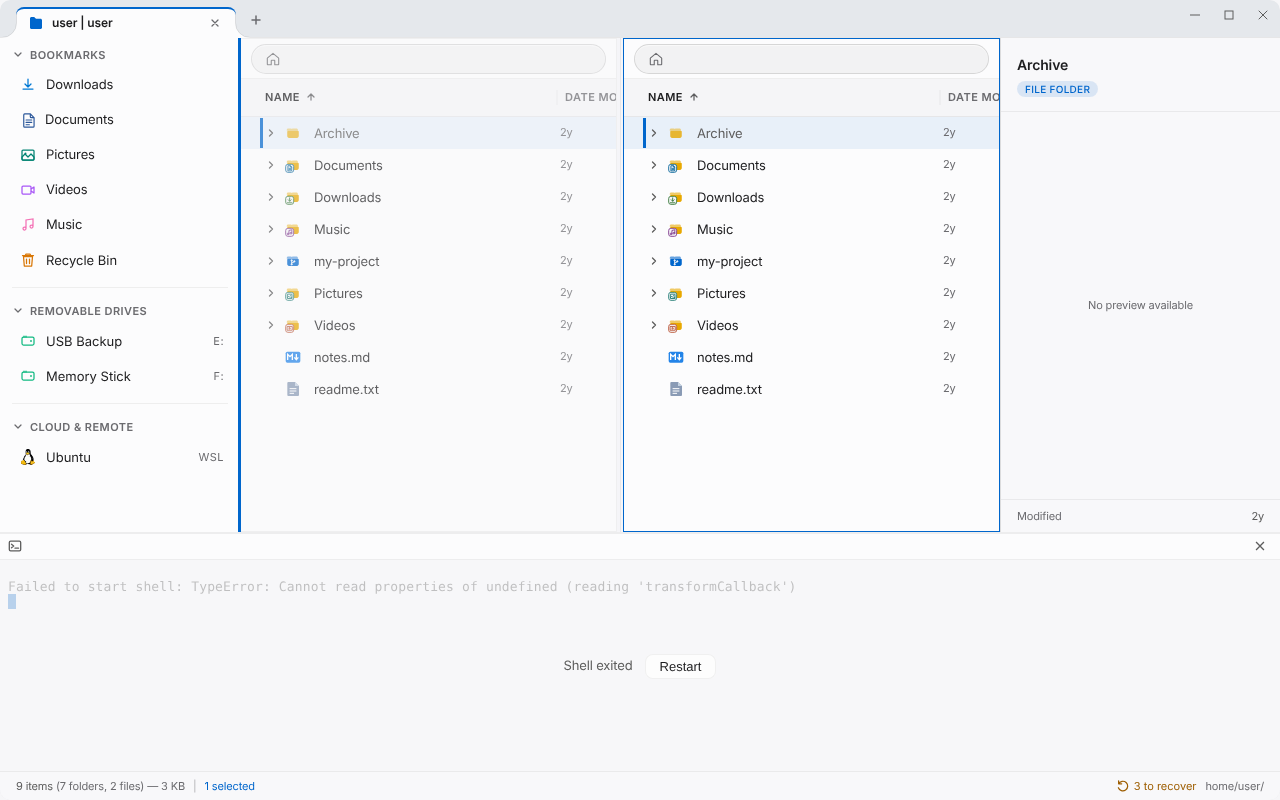 user | user
BOOKMARKS
Downloads
Documents
Pictures
Videos
Music
Recycle Bin
REMOVABLE DRIVES
USB Backup E:
Memory Stick F:
CLOUD & REMOTE
Ubuntu WSL
NAME DATE MO
Archive 2y
Documents 2y
Downloads 2y
Music 2y
my-project 2y
Pictures 2y
Videos 2y
notes.md 2y
readme.txt 2y
NAME DATE MO
Archive 2y
Documents 2y
Downloads 2y
Music 2y
my-project 2y
Pictures 2y
Videos 2y
notes.md 2y
readme.txt 2y
Archive
FILE FOLDER
No preview available
Modified 2y
Failed to start shell: TypeError: Cannot read properties of undefined (reading 'transformCallback')
Shell exited Restart
9 items (7 folders, 2 files) — 3 KB 1 selected 3 to recover home/user/